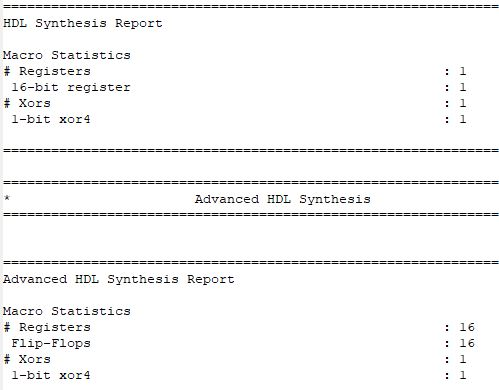 ==============================================================
HDL Synthesis Report
Macro Statistics
# Registers                                            : 1
 16-bit register                                       : 1
# Xors                                                 : 1
 1-bit xor4                                            : 1
==============================================================
==============================================================
*                       Advanced HDL Synthesis
==============================================================
==============================================================
Advanced HDL Synthesis Report
Macro Statistics
# Registers                                            : 16
 Flip-Flops                                            : 16
# Xors                                                 : 1
 1-bit xor4                                            : 1